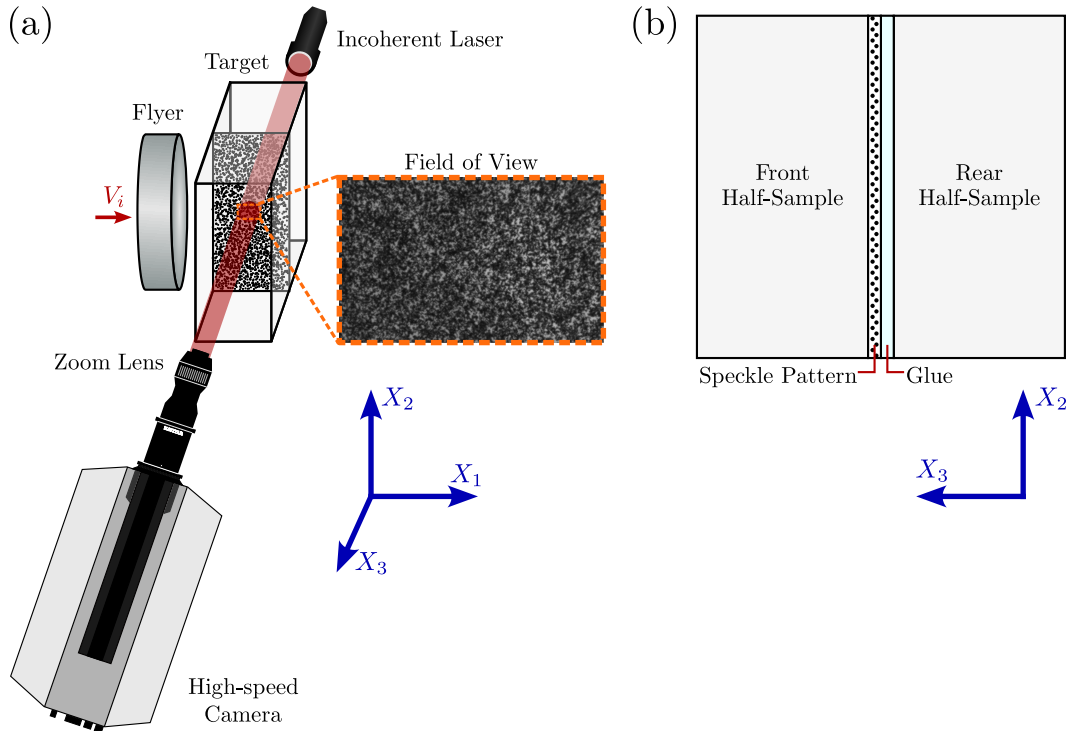 (a)
Incoherent Laser
Target
Flyer
V_i
Field of View
Zoom Lens
X_2
X_1
X_3
High-speed
Camera
(b)
Front
Half-Sample
Rear
Half-Sample
Speckle Pattern
Glue
X_2
X_3